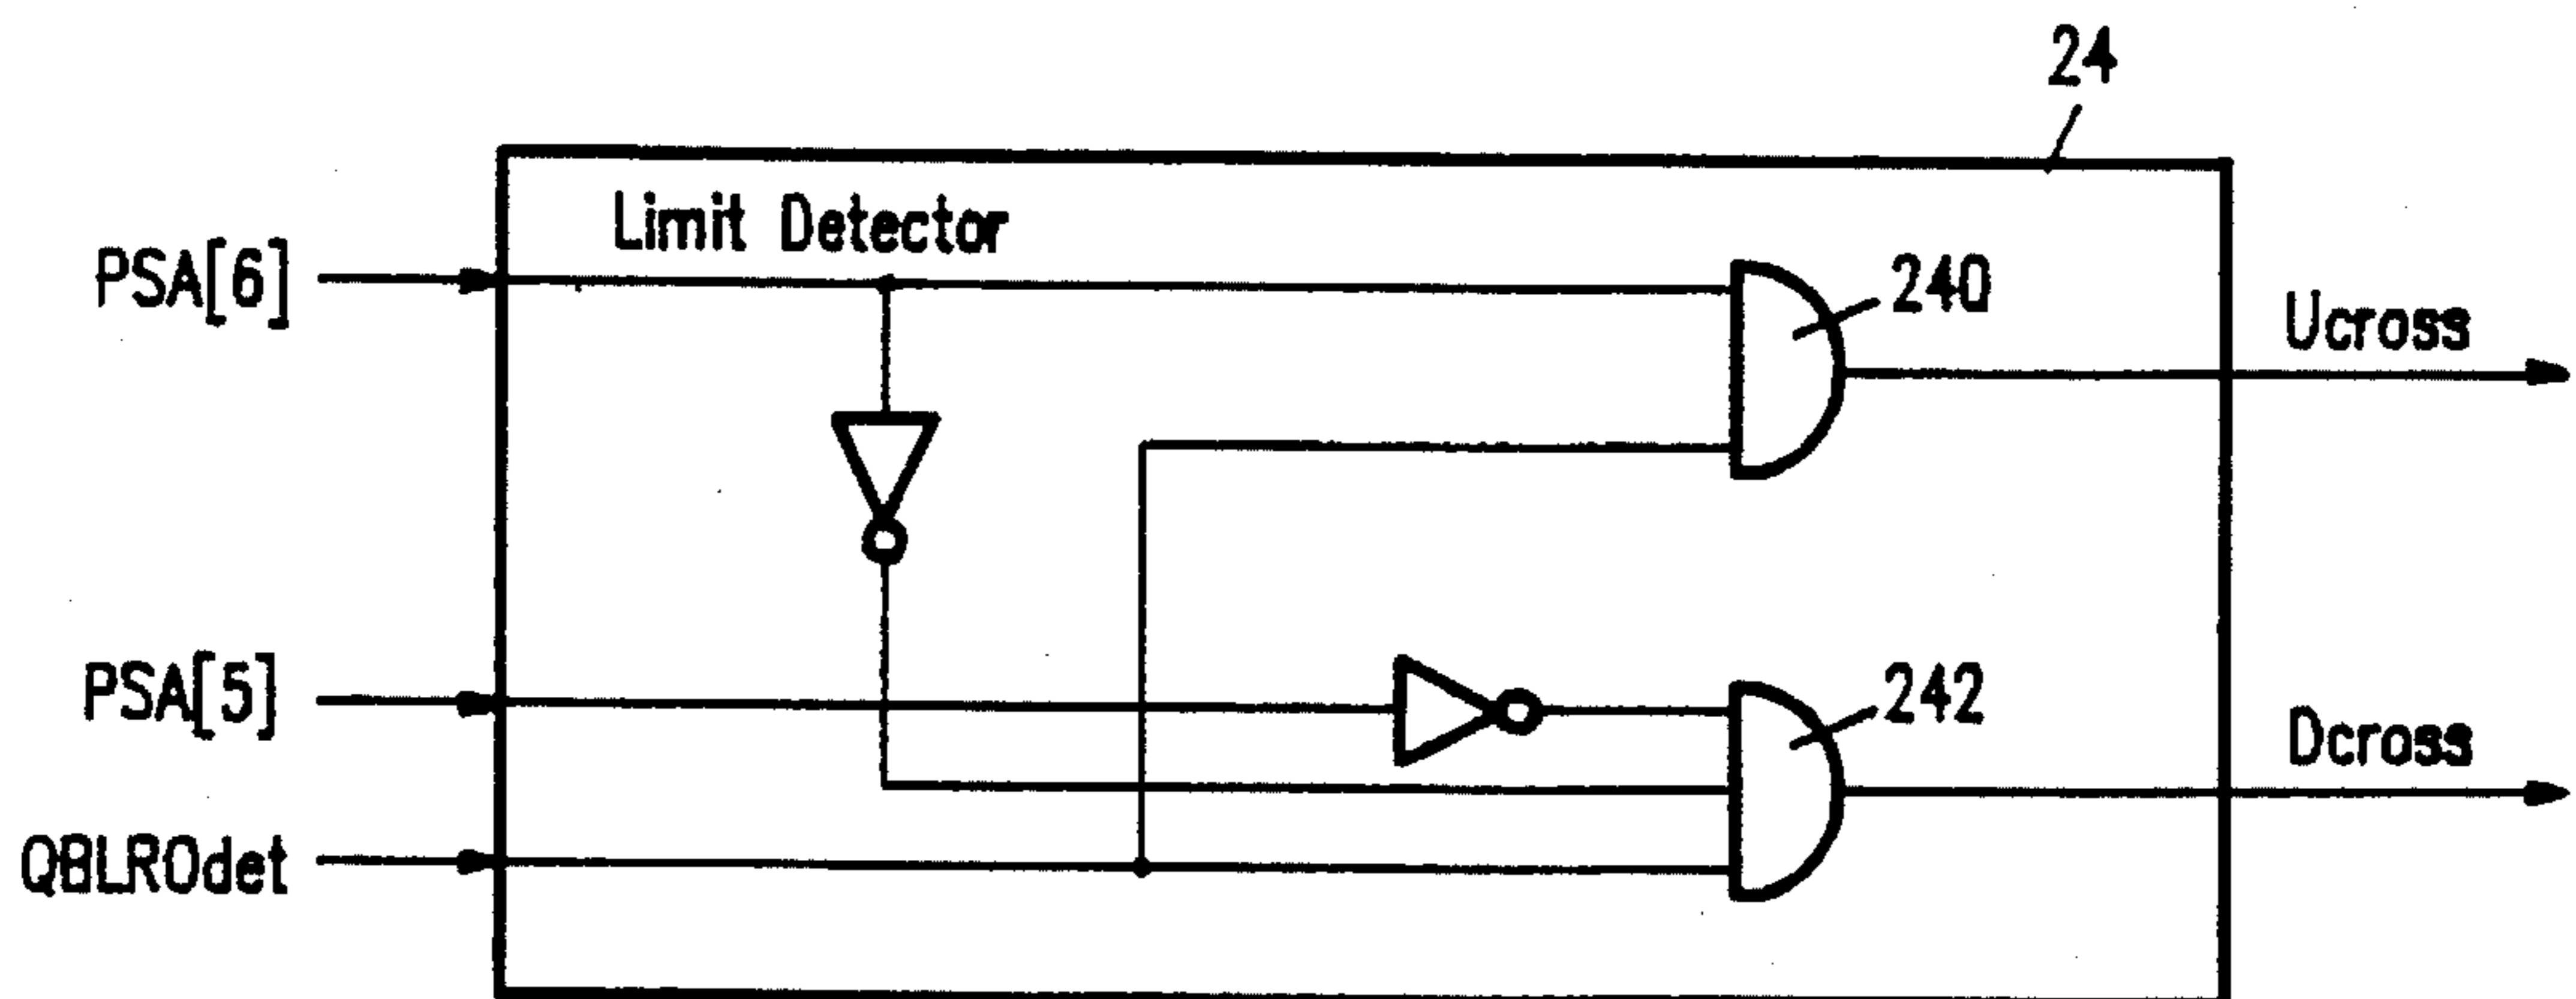 24
Limit Detector
PSA[6]
240
Ucross
PSA[5]
242
Dcross
QBLROdet